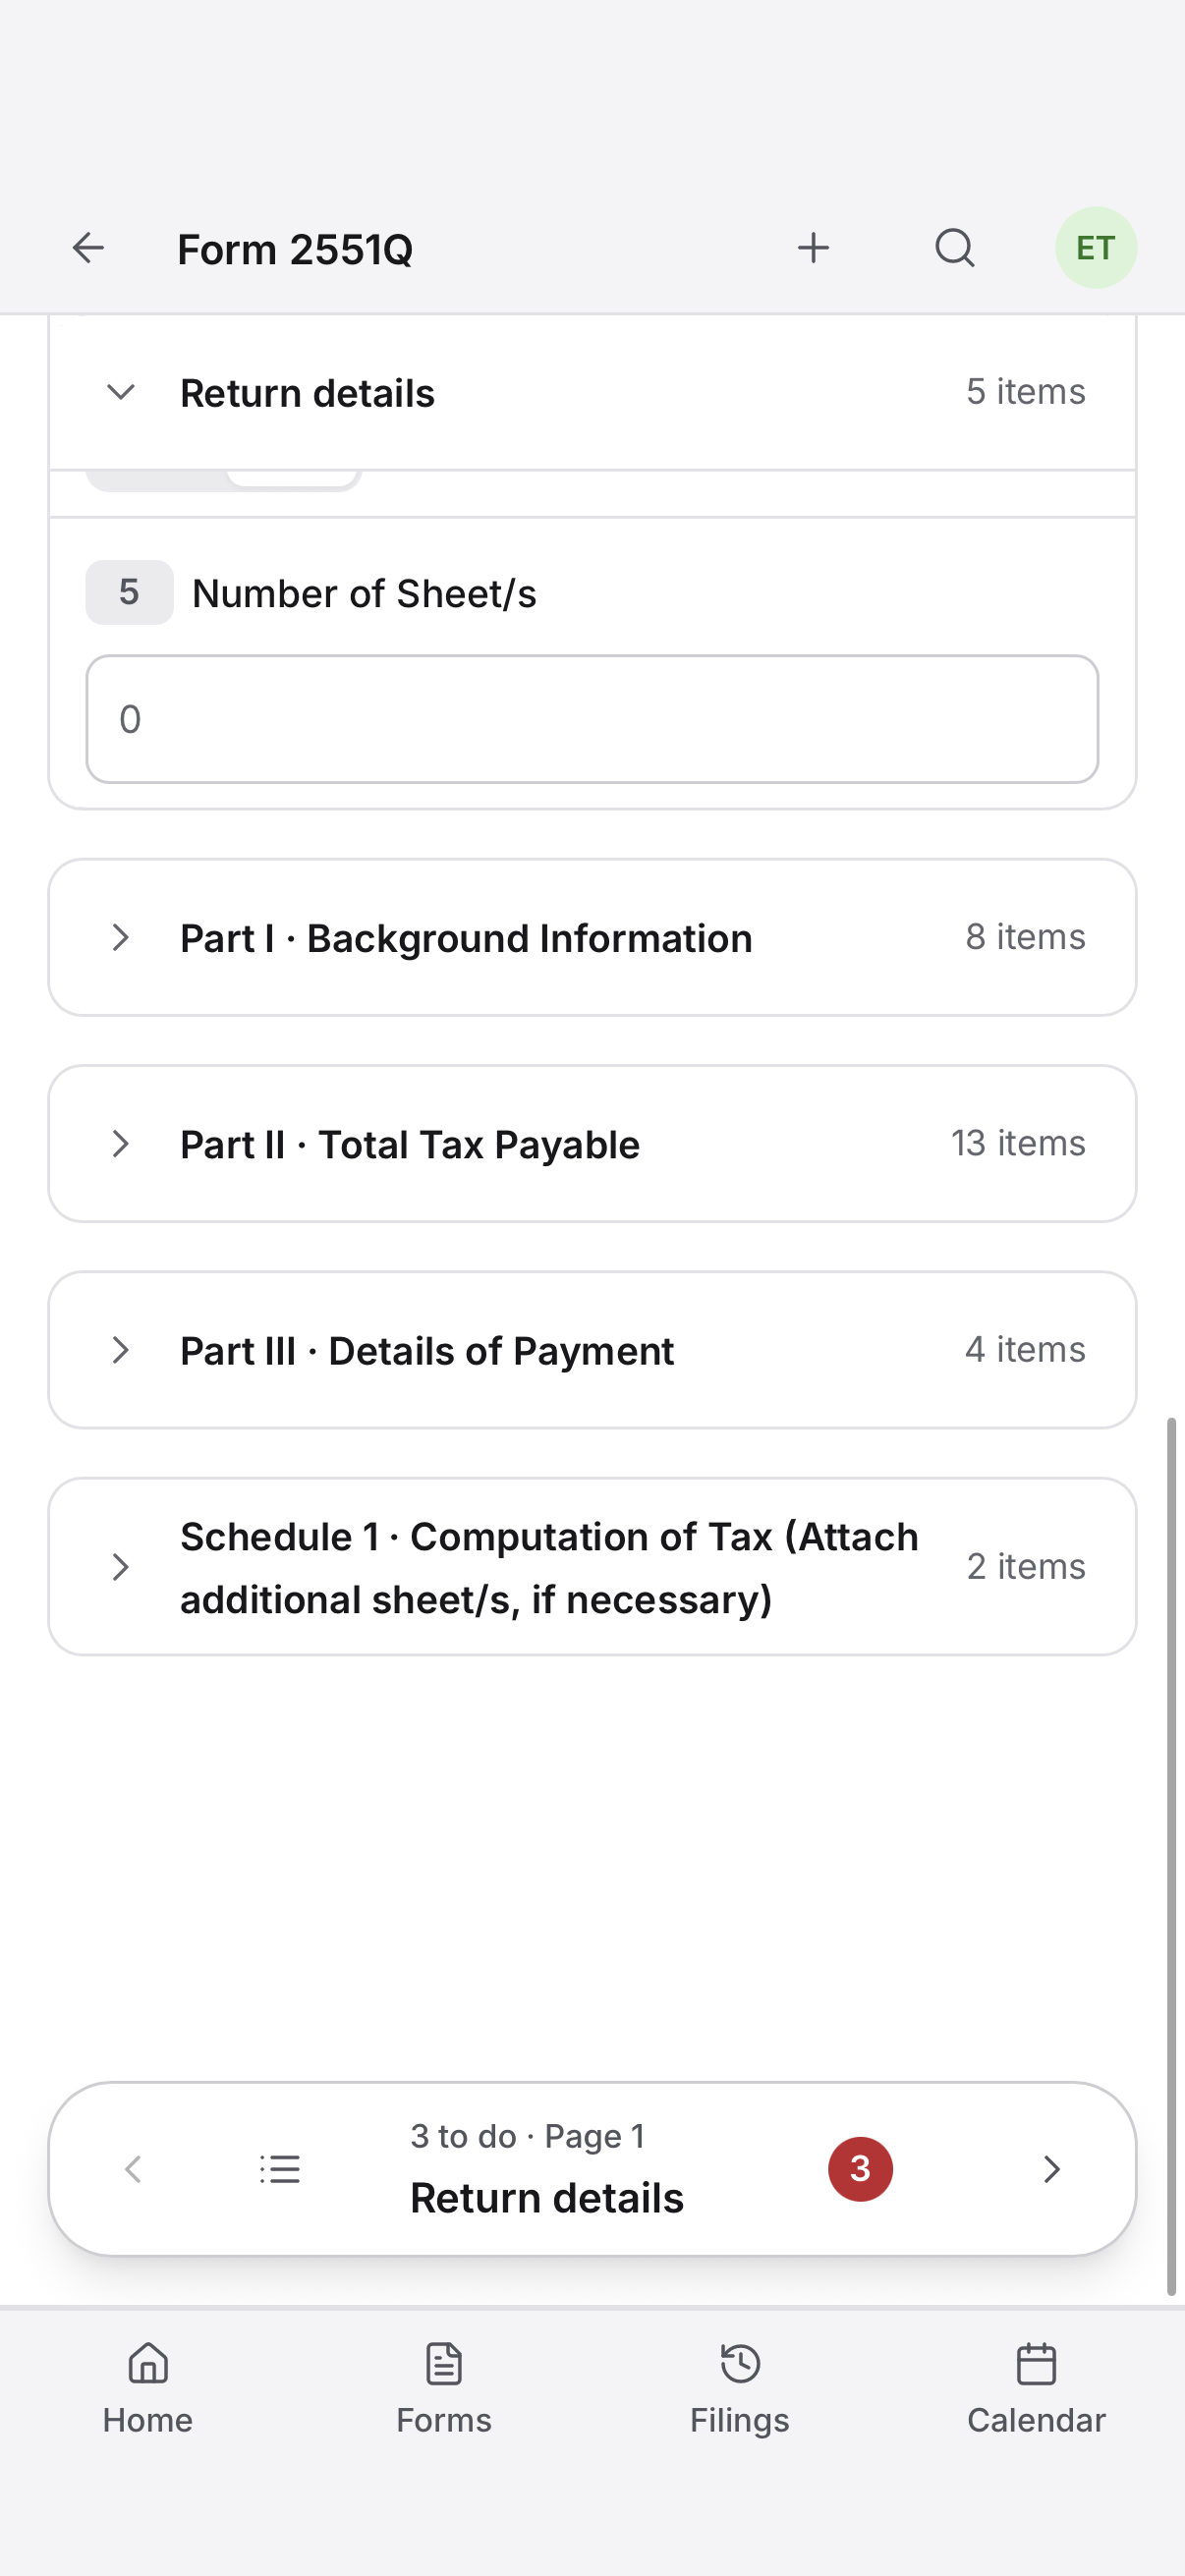 Form 2551Q
ET
Return details
5 items
5 Number of Sheet/s
0
Part I · Background Information
8 items
Part II · Total Tax Payable
13 items
Part III · Details of Payment
4 items
Schedule 1 · Computation of Tax (Attach
additional sheet/s, if necessary)
2 items
3 to do · Page 1
Return details
3
Home
Forms
Filings
Calendar